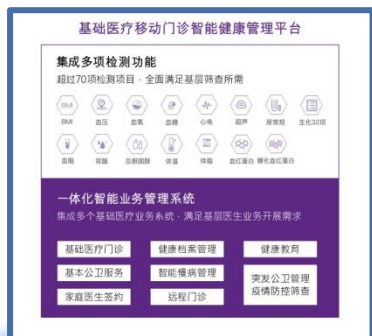 基础医疗移动门诊智能健康管理平台
集成多项检测功能
超过70项检测项目，全面满足基层筛查所需
BMI
BMI 血压 血氧 血糖 心电 超声 尿常规 生化32项
血脂 尿酸 总胆固醇 体温 体脂 血红蛋白 糖化血红蛋白
一体化智能业务管理系统
集成多个基础医疗业务系统，满足基层医生业务开展需求
基础医疗门诊 健康档案管理 健康教育
基本公卫服务 智能慢病管理 突发公卫管理
疫情防控筛查
家庭医生签约 远程门诊